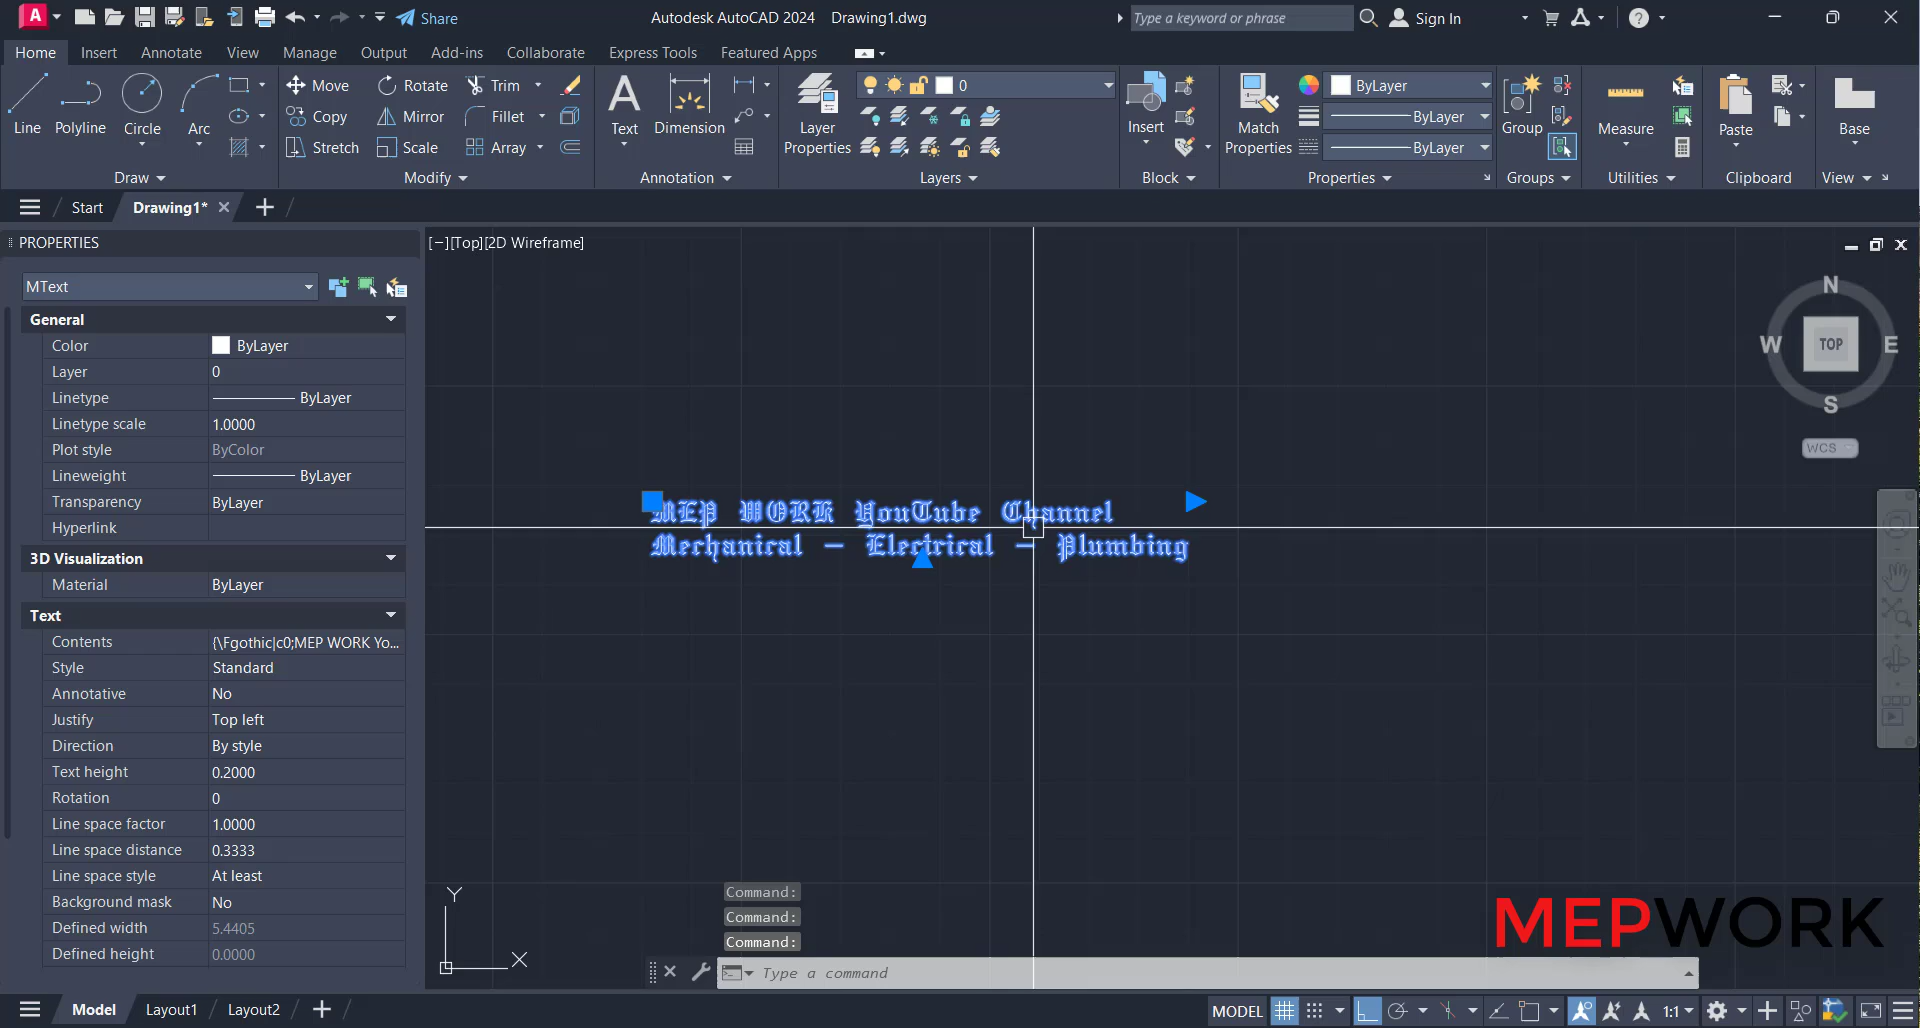 A
Share
Autodesk AutoCAD 2024 Drawing1.dwg
Type a keyword or phrase
Sign In
Home Insert Annotate View Manage Output Add-ins Collaborate Express Tools Featured Apps
Line
Polyline
Circle
Arc
Draw
Move
Rotate
Trim
Copy
Mirror
Fillet
Stretch
Scale
Array
Modify
A
Text
Dimension
Annotation
Layer
Properties
0
Layers
Insert
Block
Match
Properties
ByLayer
ByLayer
ByLayer
Properties
Group
Groups
Measure
Utilities
Paste
Clipboard
Base
View
Start
Drawing1*
PROPERTIES
MText
General
Color ByLayer
Layer 0
Linetype ByLayer
Linetype scale 1.0000
Plot style ByColor
Lineweight ByLayer
Transparency ByLayer
Hyperlink
3D Visualization
Material ByLayer
Text
Contents {\Fgothic|c0;MEP WORK Yo...
Style Standard
Annotative No
Justify Top left
Direction By style
Text height 0.2000
Rotation 0
Line space factor 1.0000
Line space distance 0.3333
Line space style At least
Background mask No
Defined width 5.4405
Defined height 0.0000
[−][Top][2D Wireframe]
N
W TOP E
S
WCS
MEP WORK YouTube Channel
Mechanical - Electrical - Plumbing
Y
X
Command:
Command:
Command:
Type a command
MEPWORK
Model Layout1 Layout2
MODEL
1:1